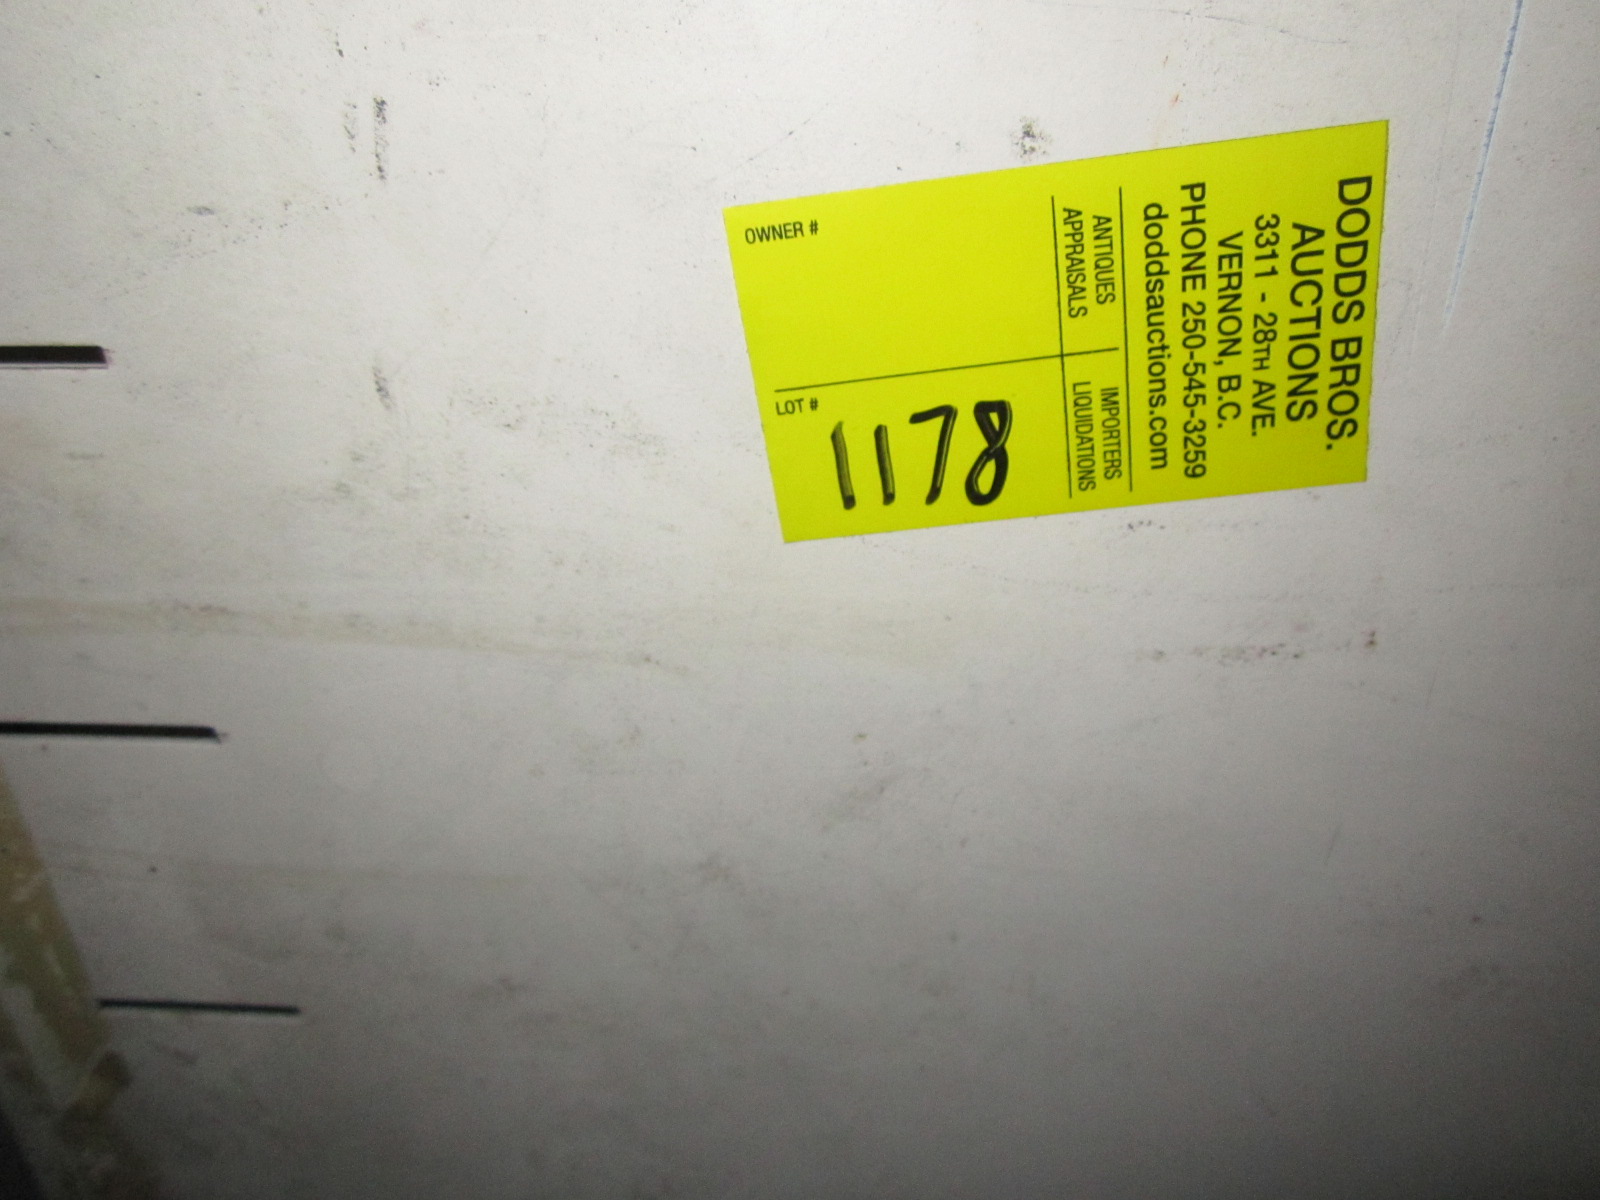 DODDS BROS.
AUCTIONS
3311 - 28TH AVE.
VERNON, B.C.
PHONE 250-545-3259
doddsauctions.com
ANTIQUES IMPORTERS
APPRAISALS LIQUIDATIONS
OWNER #
LOT #
1178